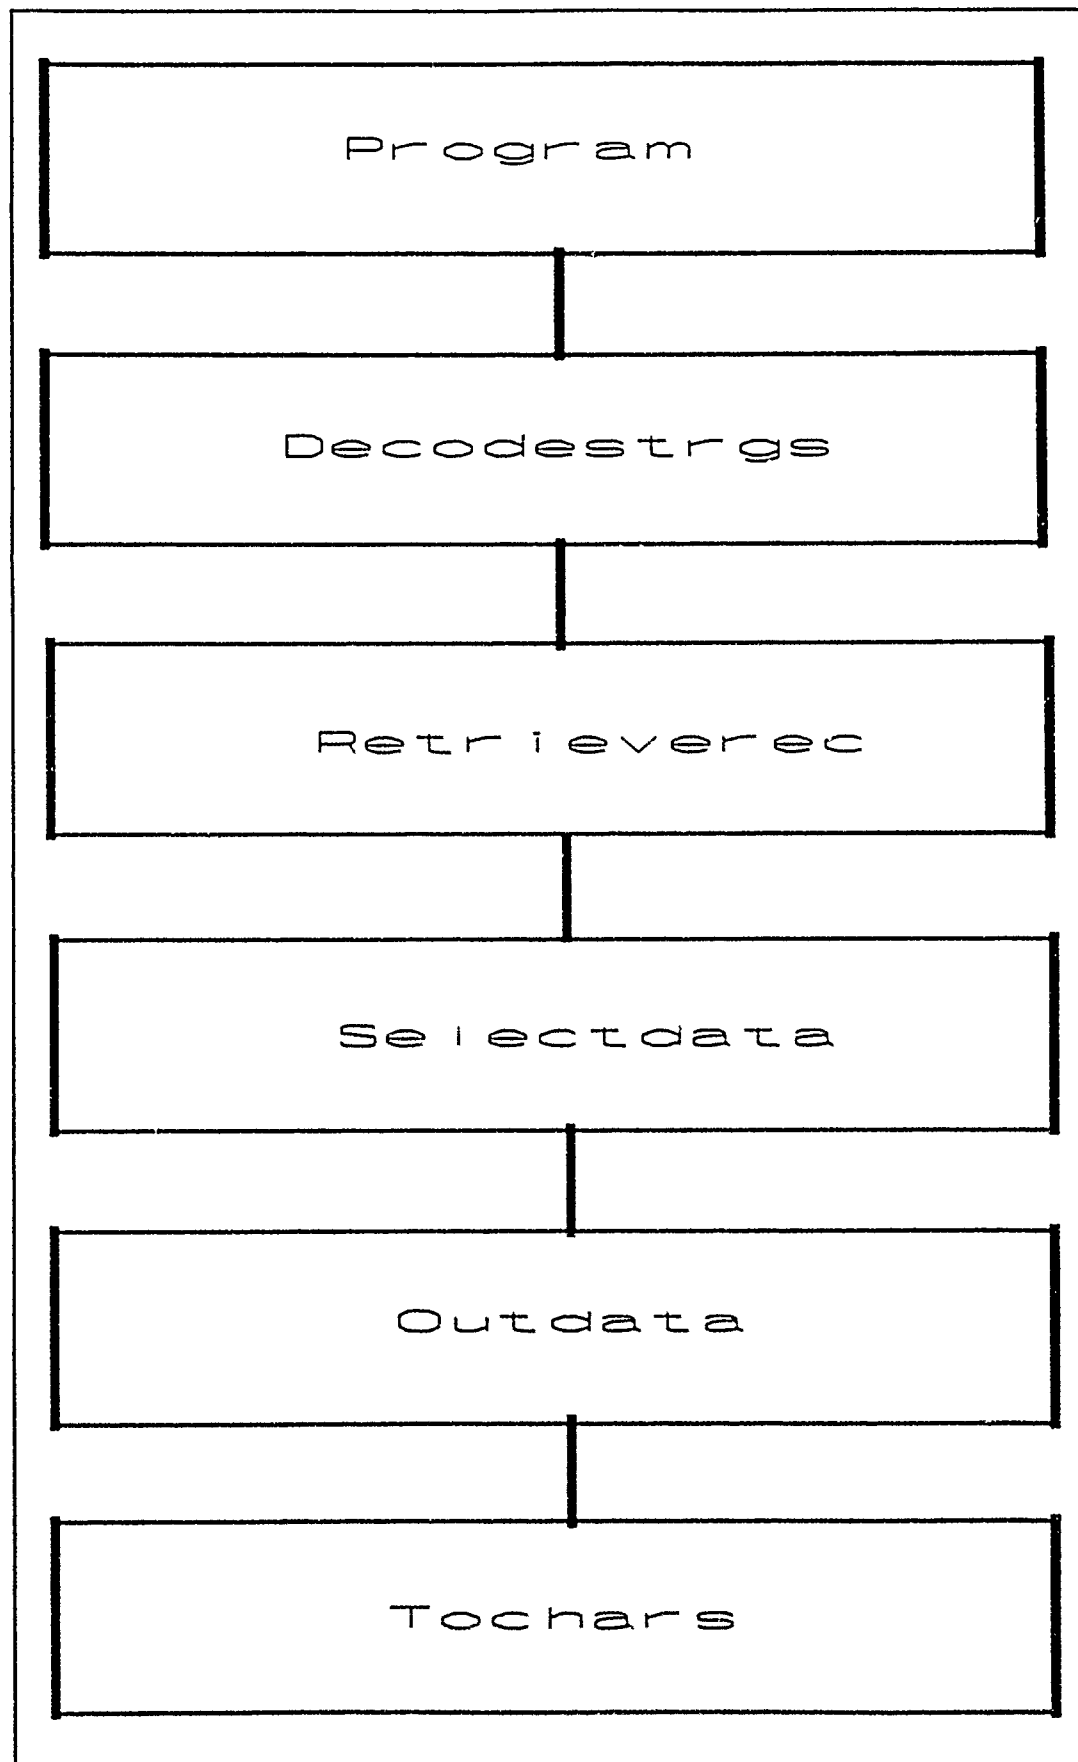 Program
Decodestrgs
Retrieverec
Selectdata
Outdata
Tochars